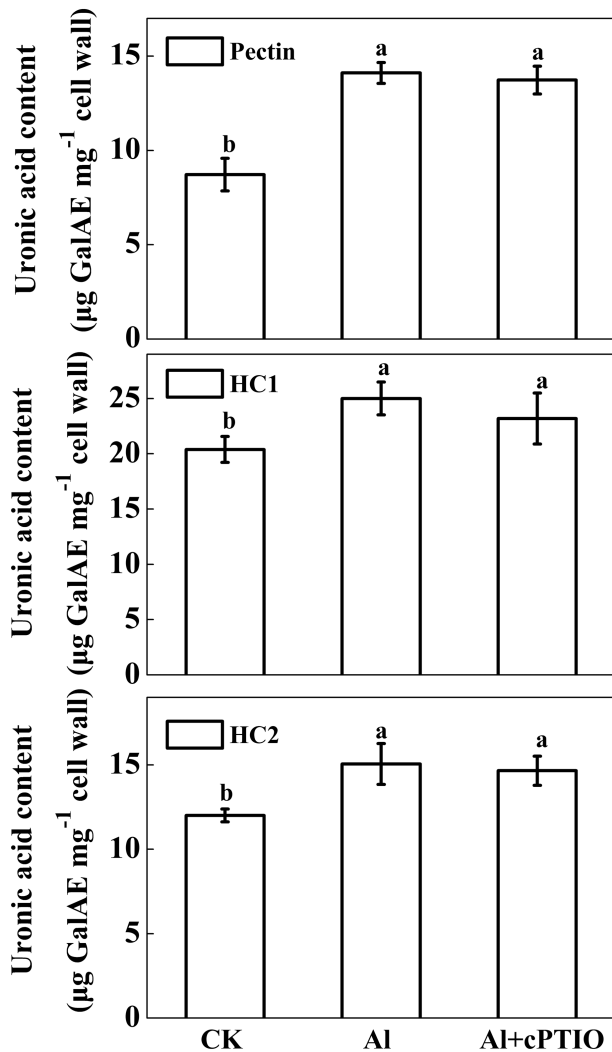 Uronic acid content
(μg GalAE mg⁻¹ cell wall)
15
10
5
0
Pectin
b
a
a
Uronic acid content
(μg GalAE mg⁻¹ cell wall)
25
20
15
10
5
0
HC1
b
a
a
Uronic acid content
(μg GalAE mg⁻¹ cell wall)
15
10
5
0
HC2
b
a
a
CK Al Al+cPTIO